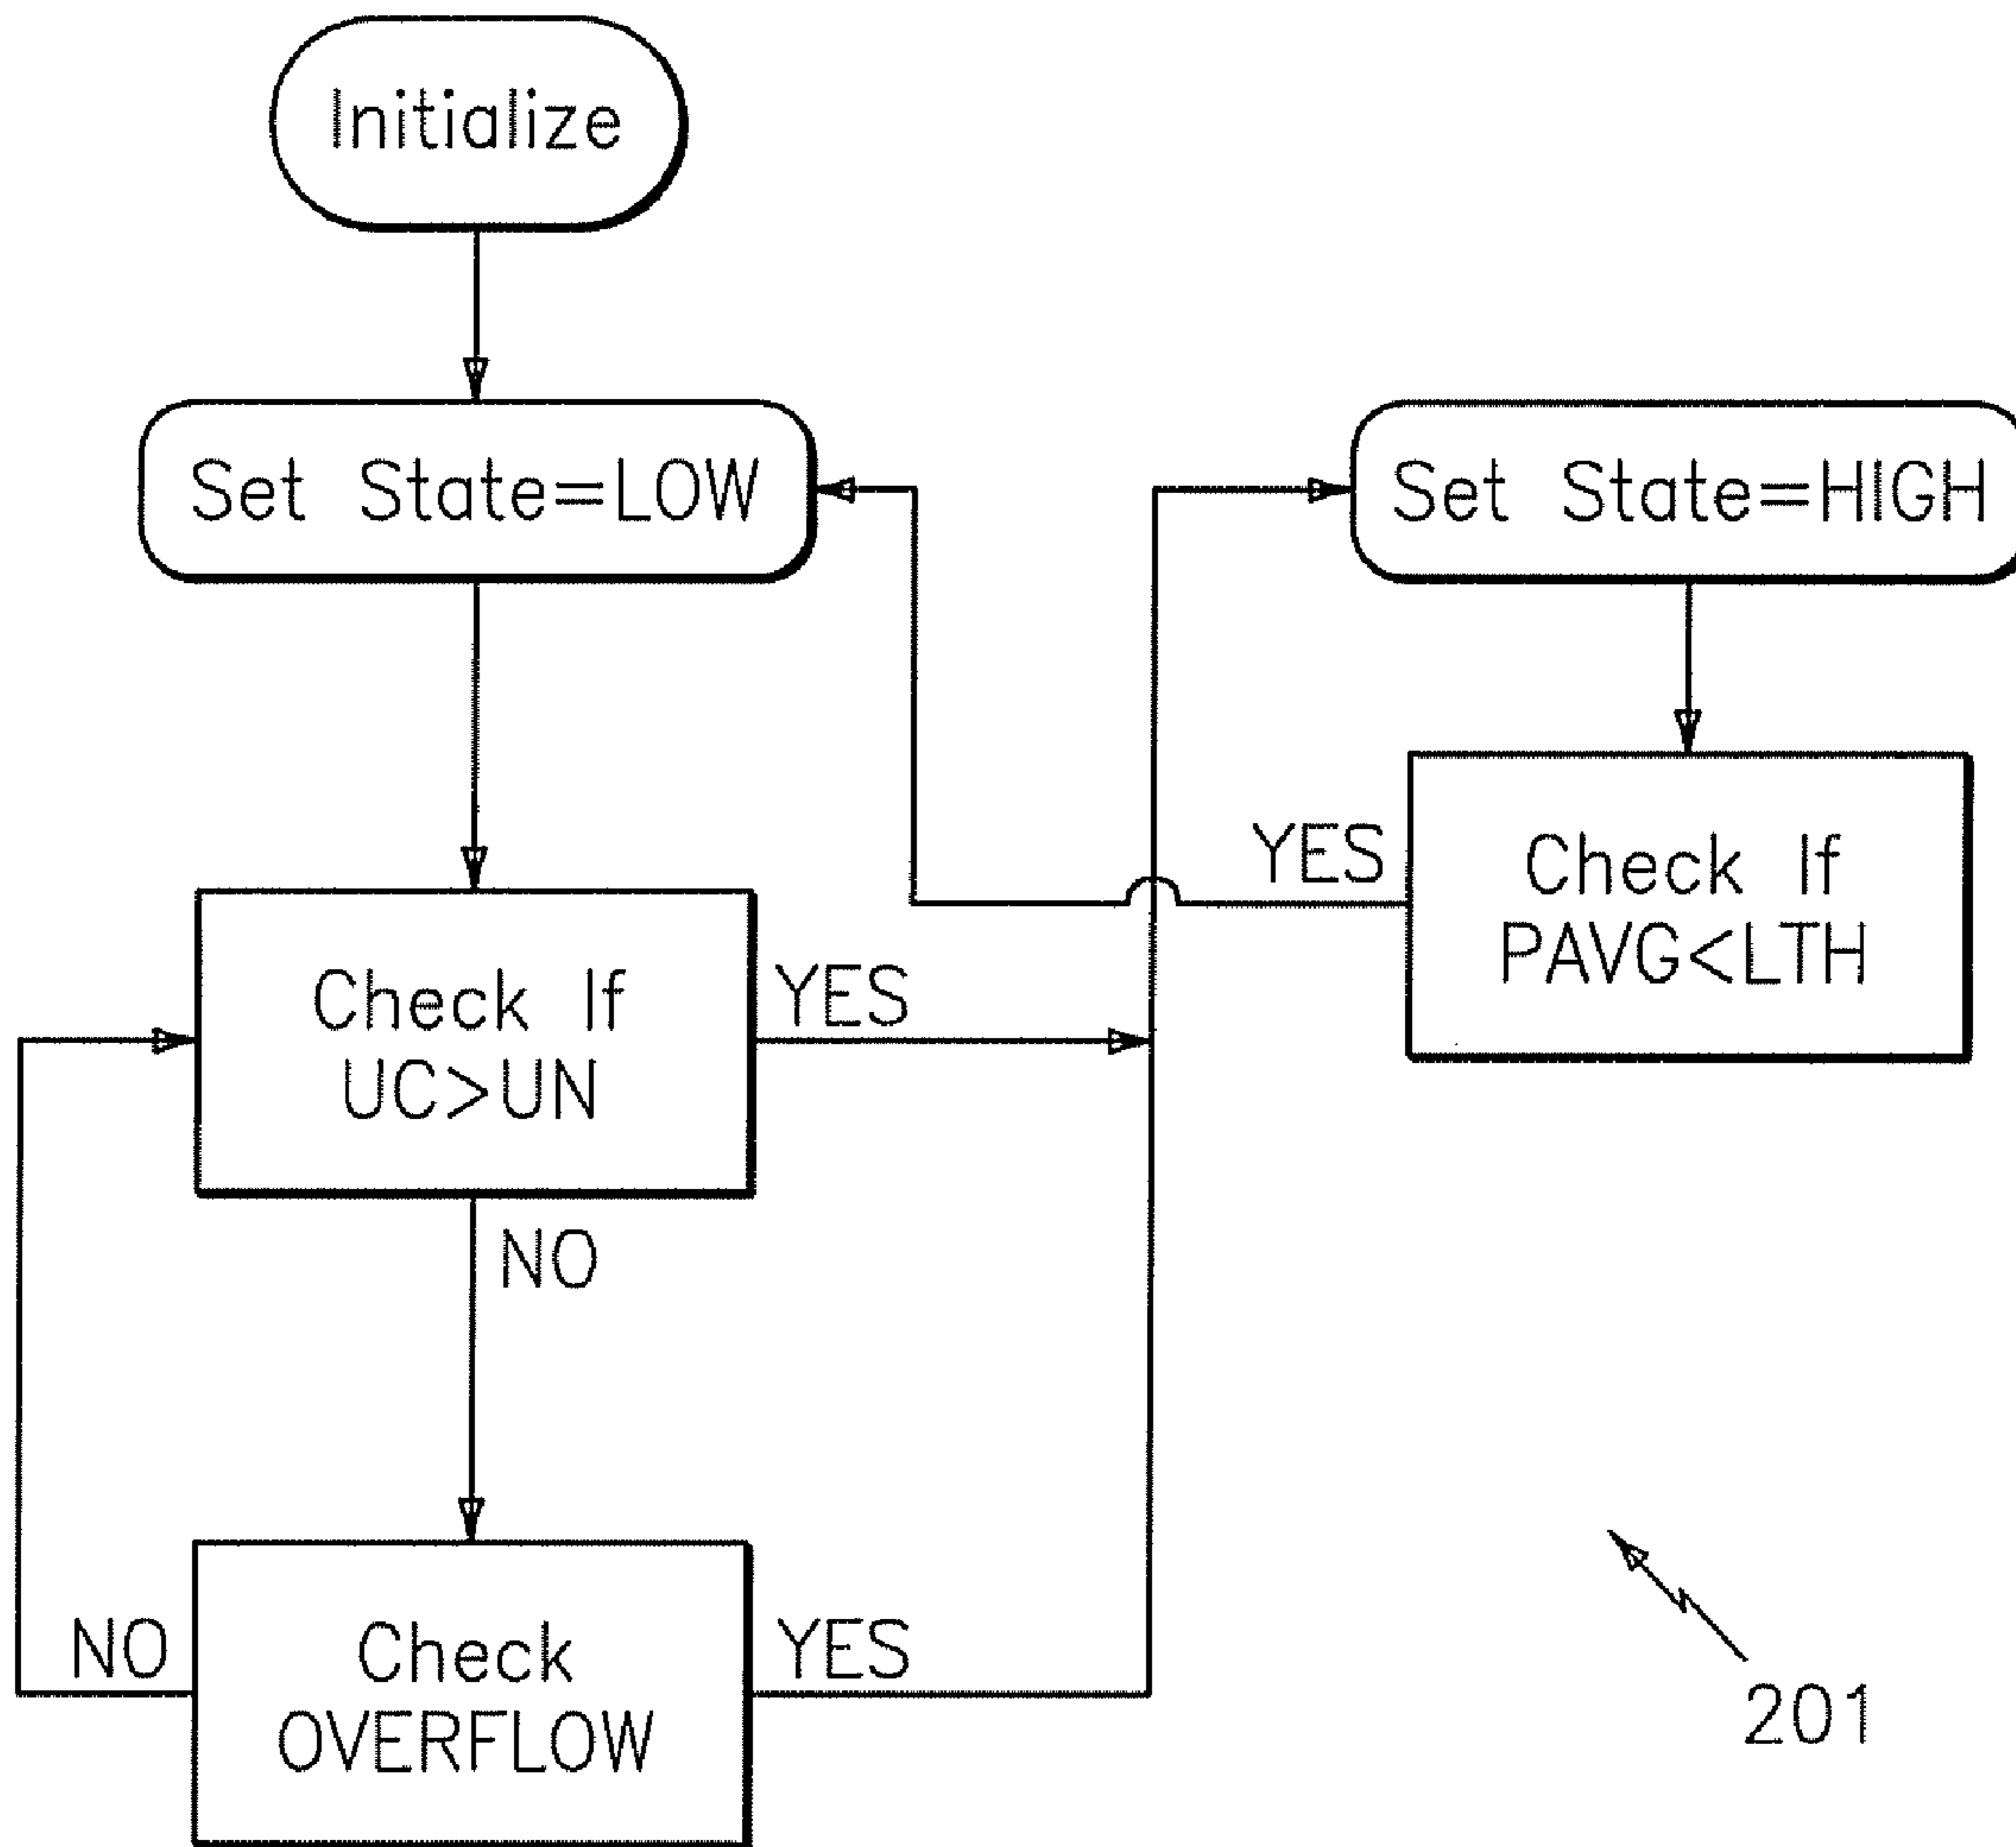 Initialize
Set State=LOW
Set State=HIGH
YES
Check If
PAVG<LTH
Check If
UC>UN
YES
NO
NO
Check
OVERFLOW
YES
201